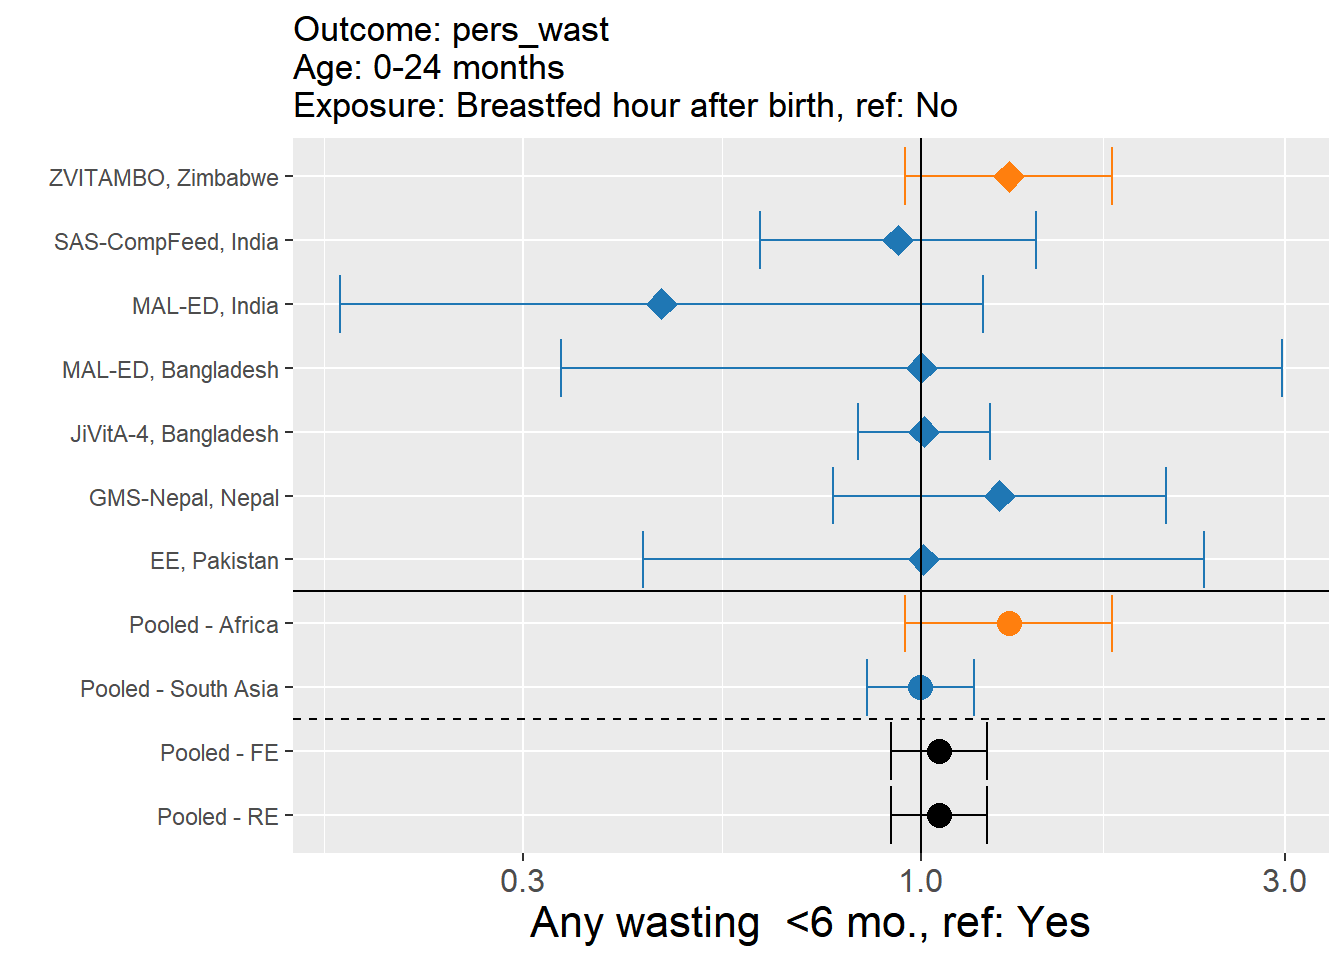 Outcome: pers_wast
Age: 0-24 months
Exposure: Breastfed hour after birth, ref: No
ZVITAMBO, Zimbabwe
SAS-CompFeed, India
MAL-ED, India
MAL-ED, Bangladesh
JiVitA-4, Bangladesh
GMS-Nepal, Nepal
EE, Pakistan
Pooled - Africa
Pooled - South Asia
Pooled - FE
Pooled - RE
0.3 1.0 3.0
Any wasting  <6 mo., ref: Yes